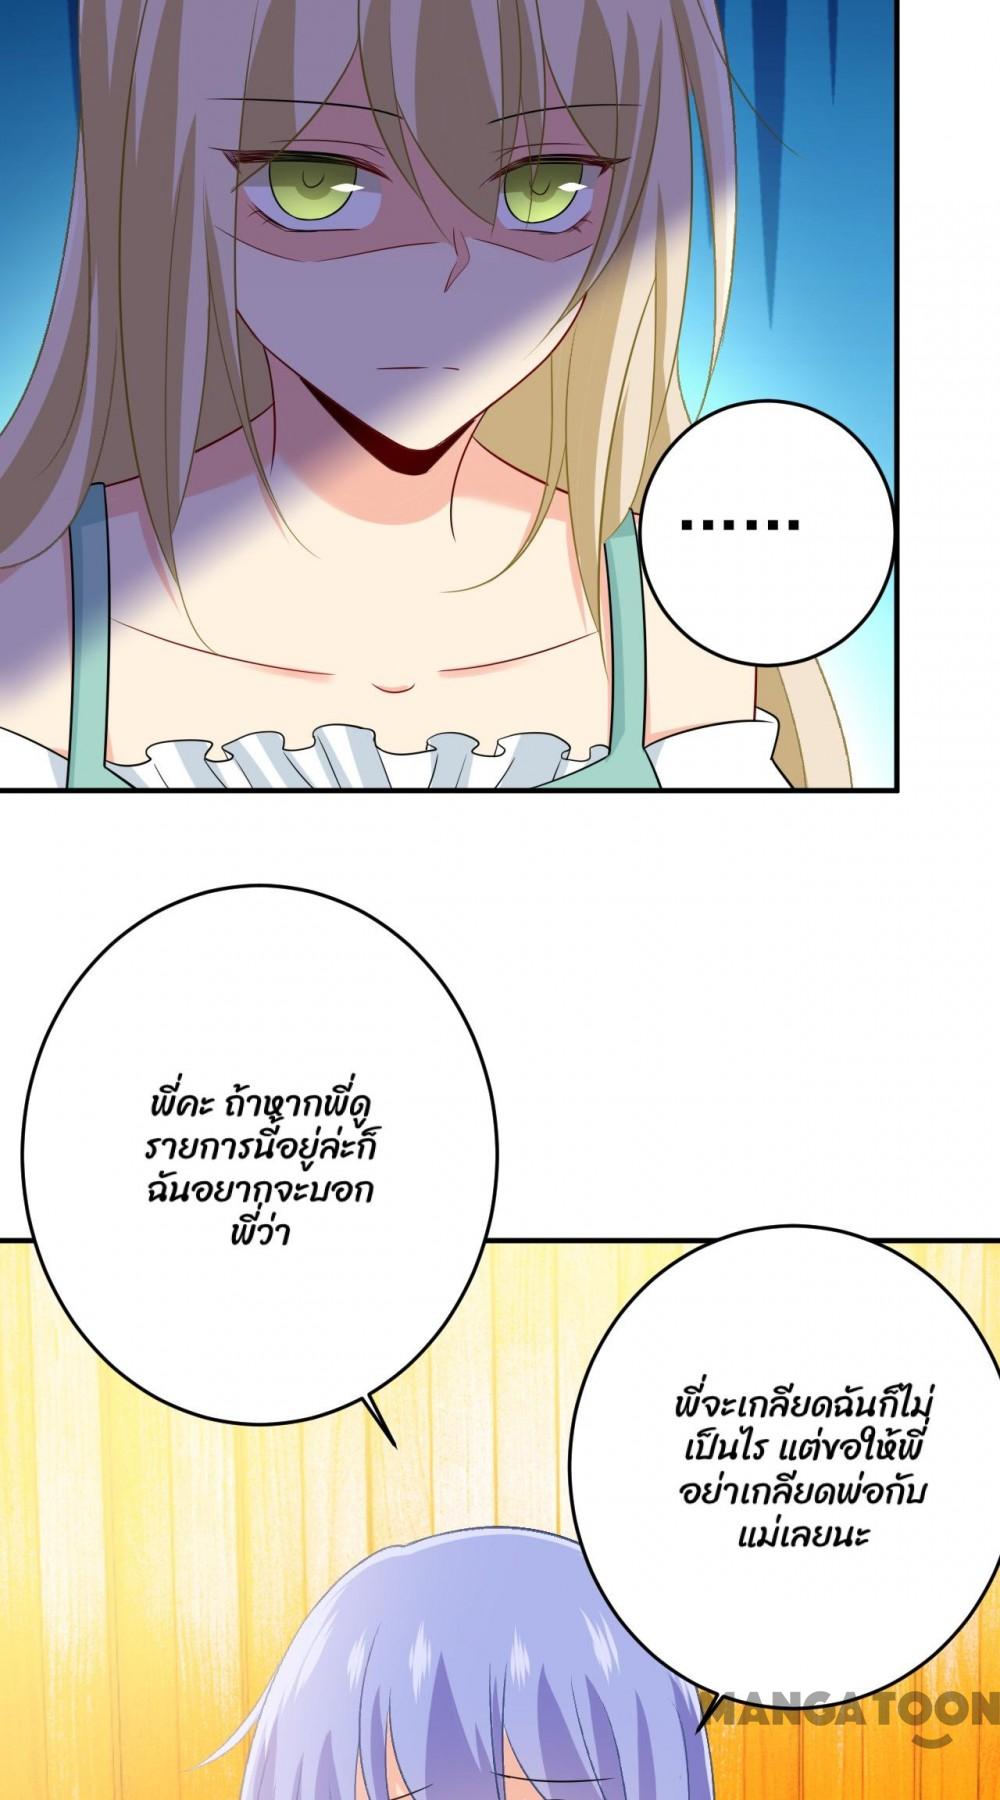 ......
พี่คะ ถ้าหากพี่ดู
รายการนี้อยู่ล่ะก็
ฉันอยากจะบอก
พี่ว่า
พี่จะเกลียดฉันก็ไม่
เป็นไร แต่ขอให้พี่
อย่าเกลียดพ่อกับ
แม่เลยนะ
MANGATOON